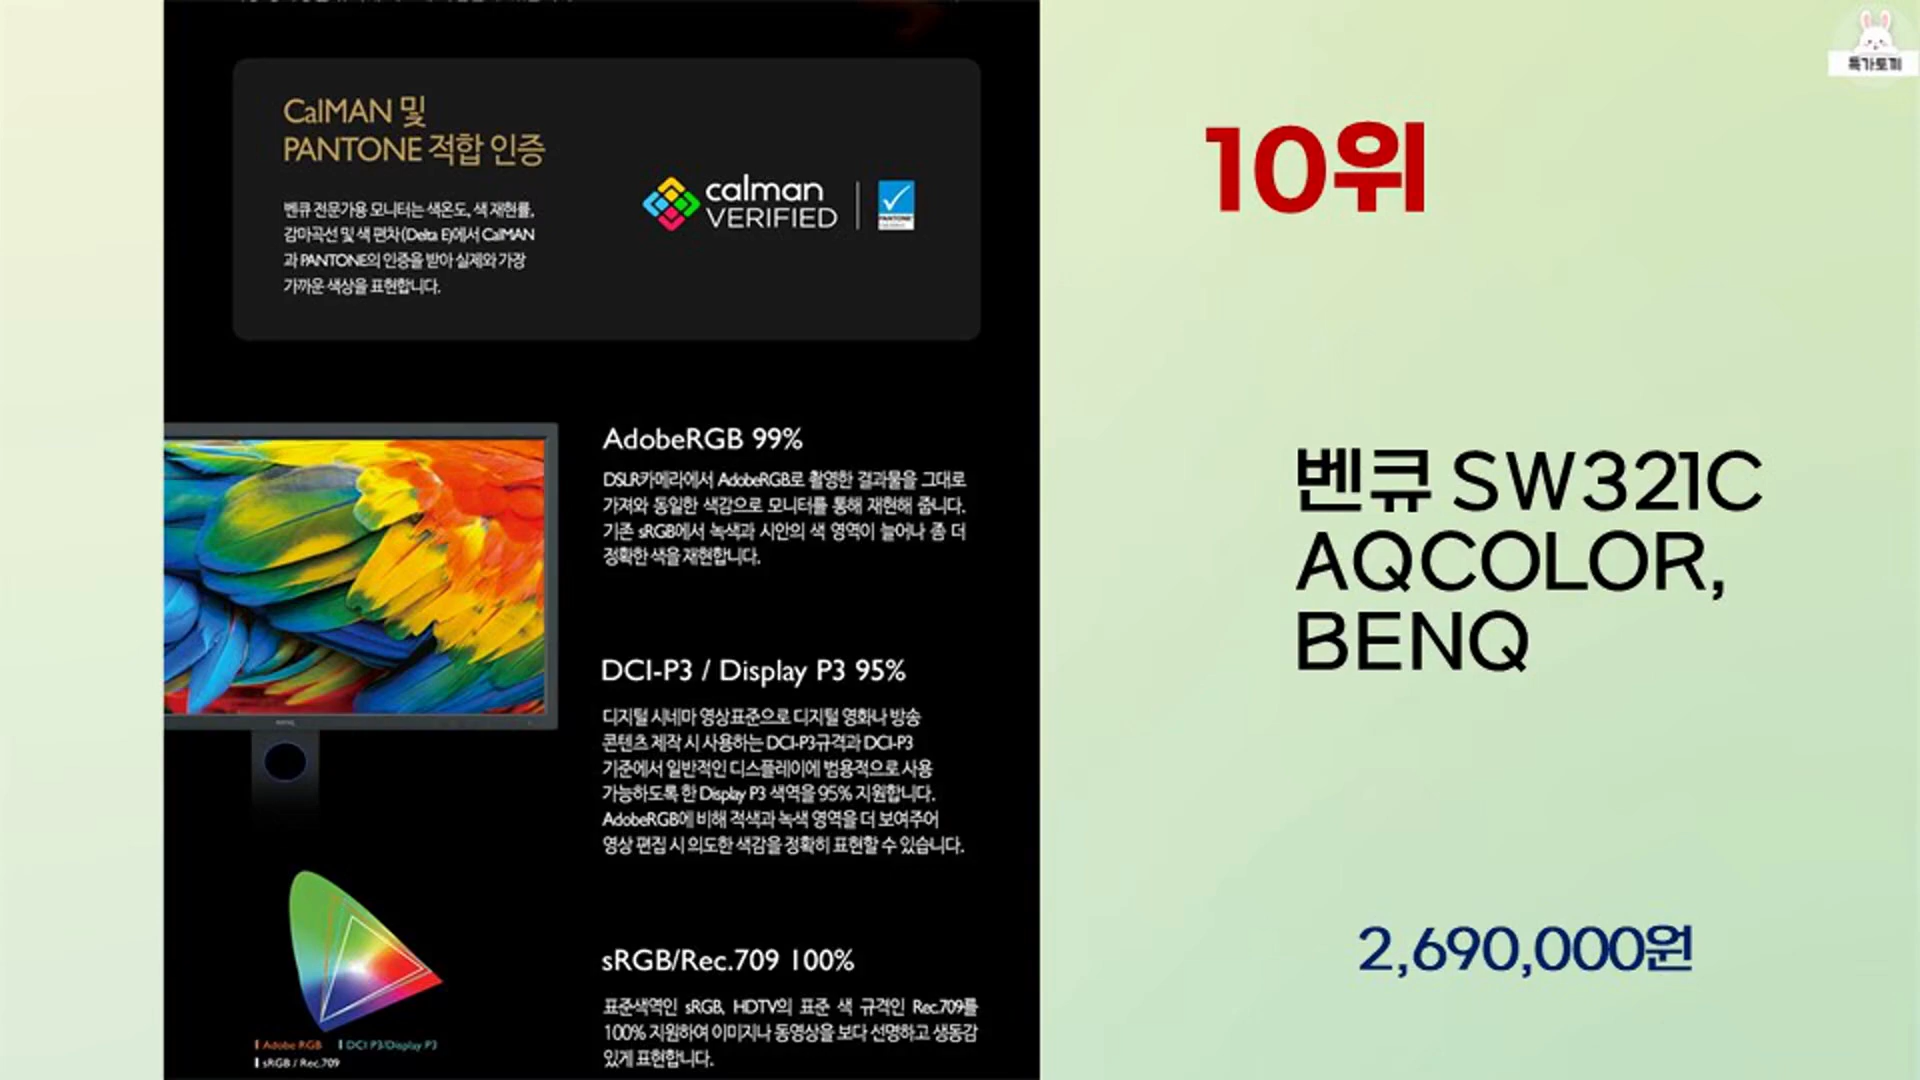 특가토끼
CalMAN 및
PANTONE 적합 인증
벤큐 전문가용 모니터는 색온도, 색 재현률,
감마곡선 및 색 편차(Delta E)에서 CalMAN
과 PANTONE의 인증을 받아 실제와 가장
가까운 색상을 표현합니다.
calman
VERIFIED
PANTONE
10위
AdobeRGB 99%
DSLR카메라에서 AdobeRGB로 촬영한 결과물을 그대로
가져와 동일한 색감으로 모니터를 통해 재현해 줍니다.
기존 sRGB에서 녹색과 시안의 색 영역이 늘어나 좀 더
정확한 색을 재현합니다.
벤큐 SW321C
AQCOLOR,
BENQ
DCI-P3 / Display P3 95%
디지털 시네마 영상표준으로 디지털 영화나 방송
콘텐츠 제작 시 사용하는 DCI-P3규격과 DCI-P3
기준에서 일반적인 디스플레이에 범용적으로 사용
가능하도록 한 Display P3 색역을 95% 지원합니다.
AdobeRGB에 비해 적색과 녹색 영역을 더 보여주어
영상 편집 시 의도한 색감을 정확히 표현할 수 있습니다.
sRGB/Rec.709 100%
표준색역인 sRGB, HDTV의 표준 색 규격인 Rec.709를
100% 지원하여 이미지나 동영상을 보다 선명하고 생동감
있게 표현합니다.
Adobe RGB DCI P3/Display P3
sRGB / Rec.709
2,690,000원